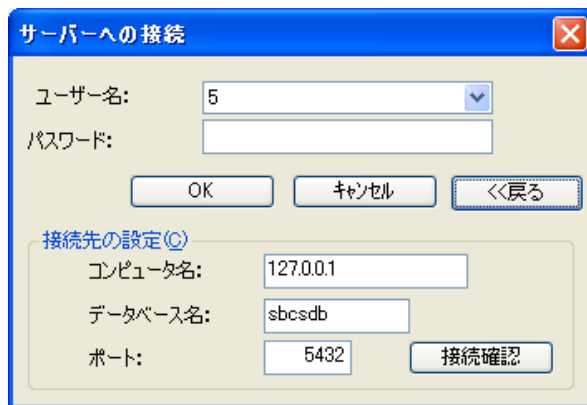 サーバーへの接続
ユーザー名: 5
パスワード:
OK キャンセル <<戻る
接続先の設定(C)
コンピュータ名: 127.0.0.1
データベース名: sbcsdb
ポート: 5432 接続確認